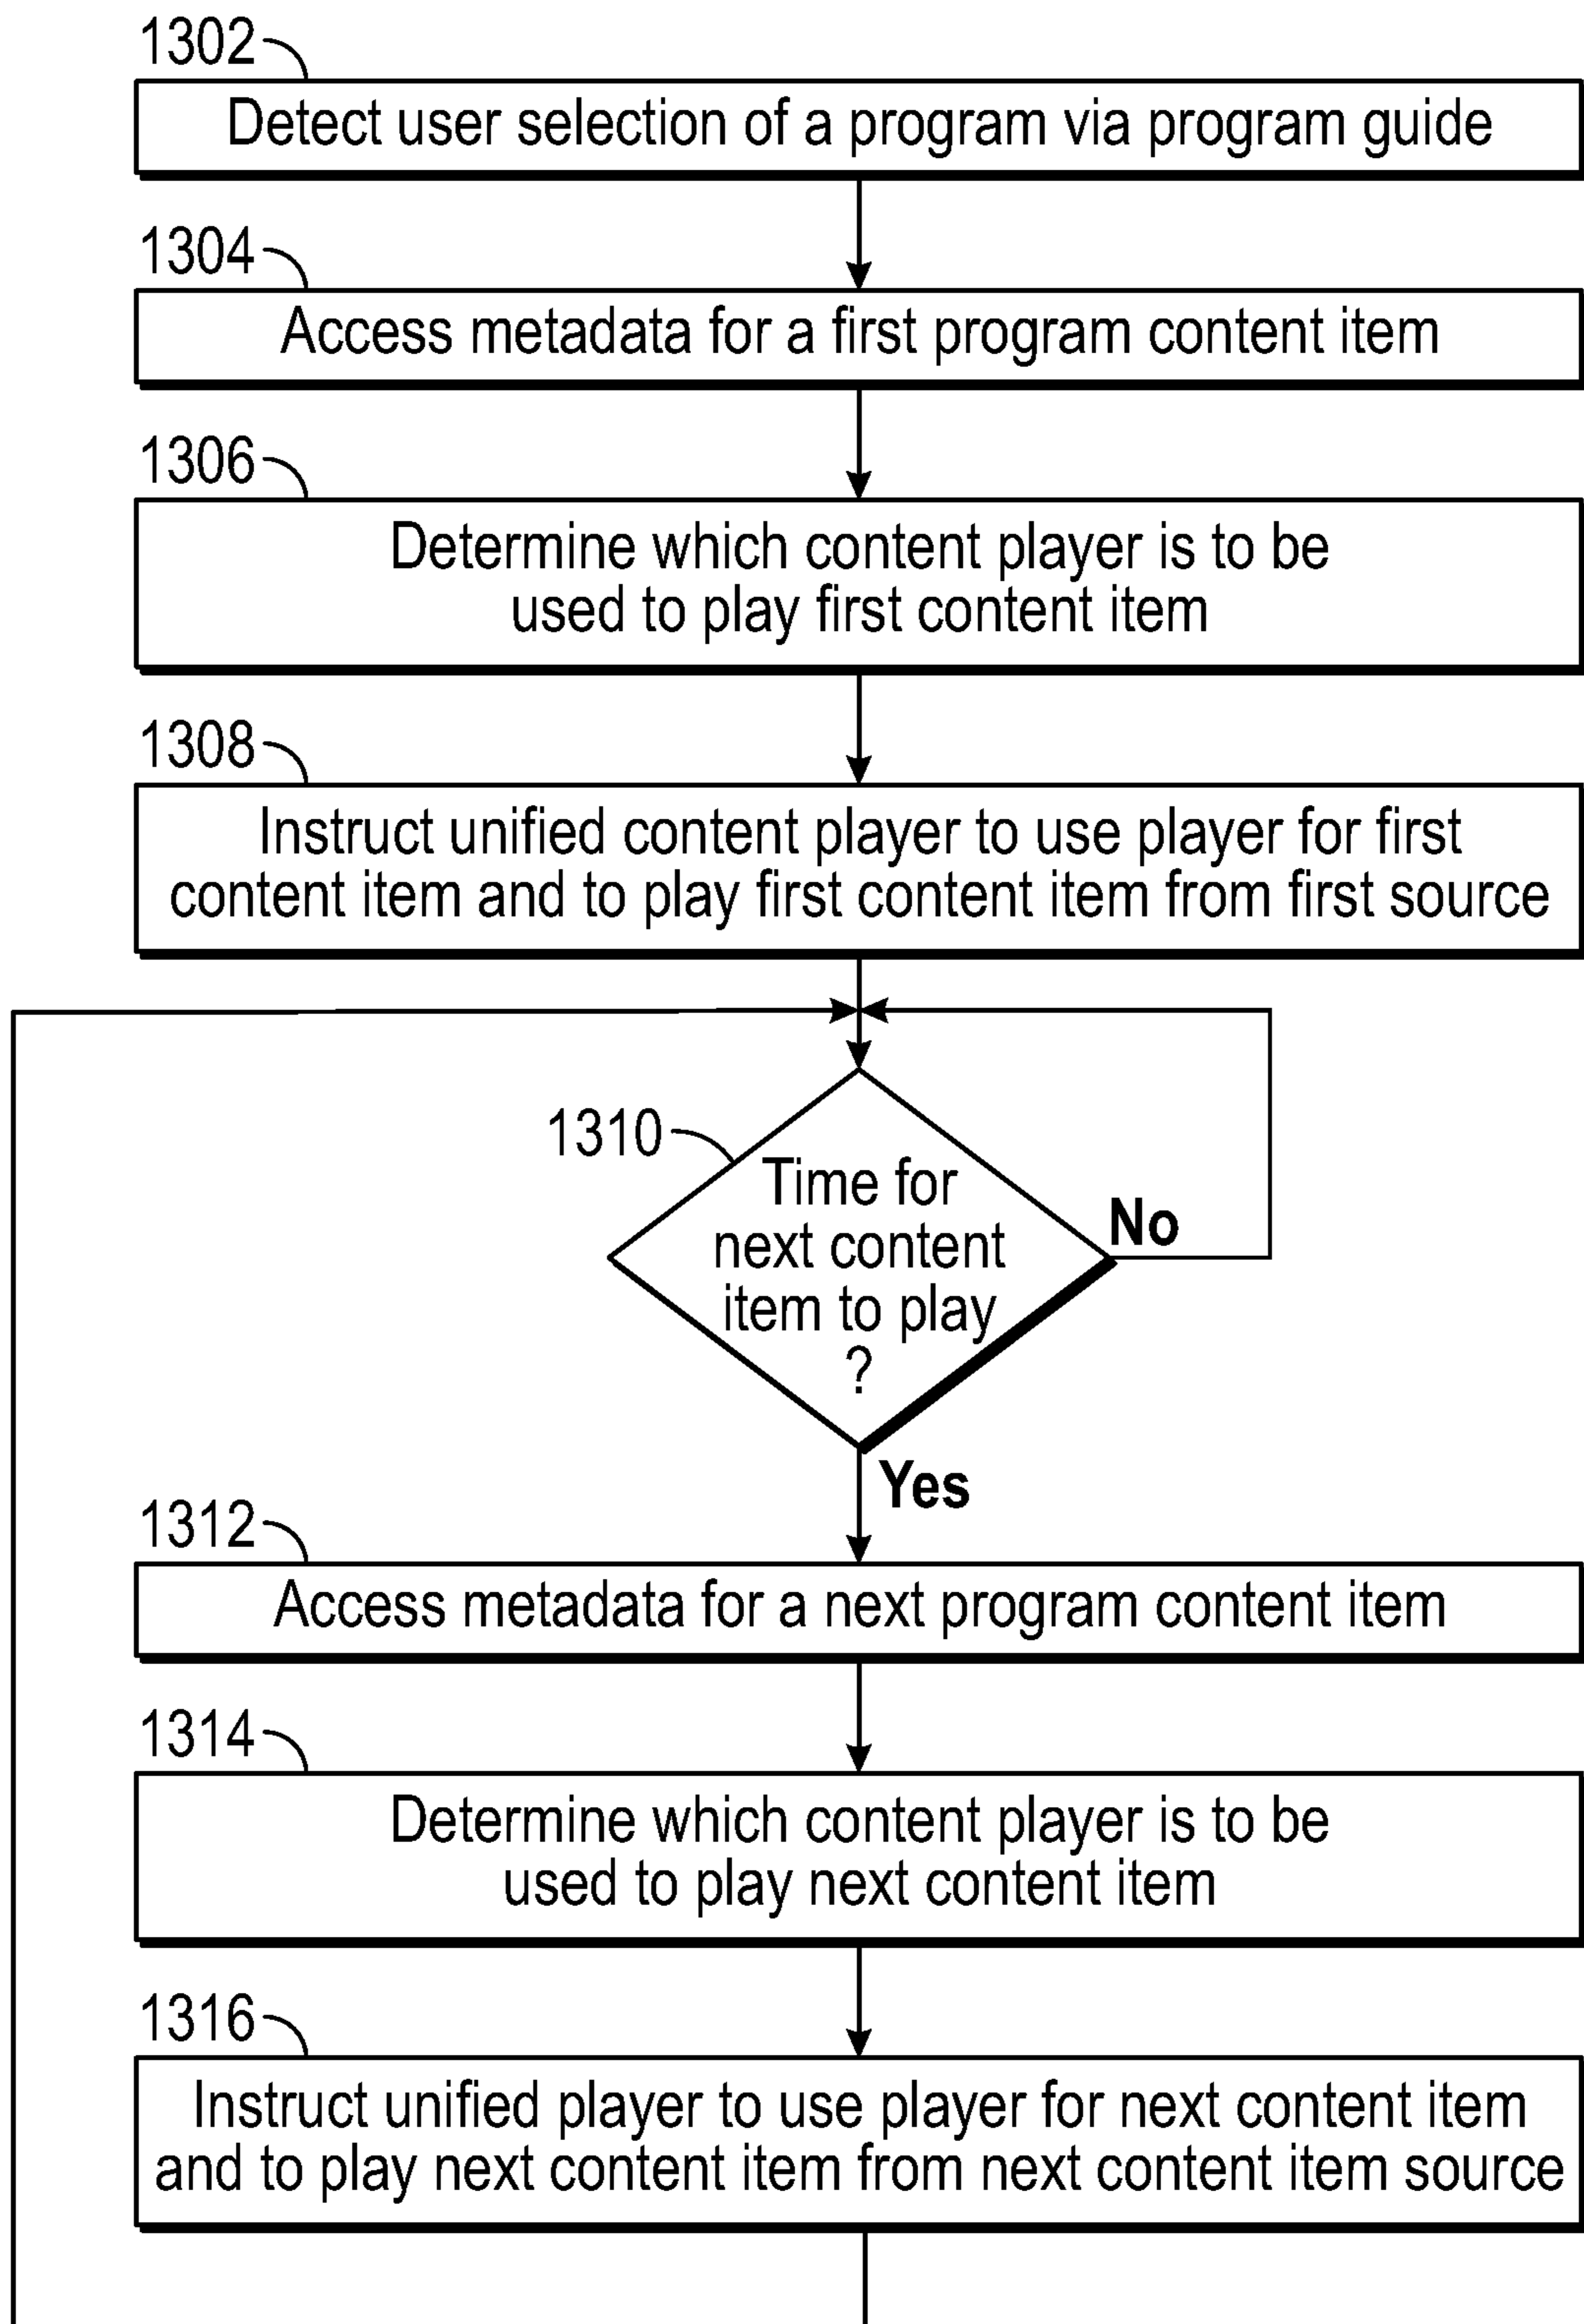 1302
Detect user selection of a program via program guide
1304
Access metadata for a first program content item
1306
Determine which content player is to be
used to play first content item
1308
Instruct unified content player to use player for first
content item and to play first content item from first source
1310
Time for
next content
item to play
?
No
Yes
1312
Access metadata for a next program content item
1314
Determine which content player is to be
used to play next content item
1316
Instruct unified player to use player for next content item
and to play next content item from next content item source